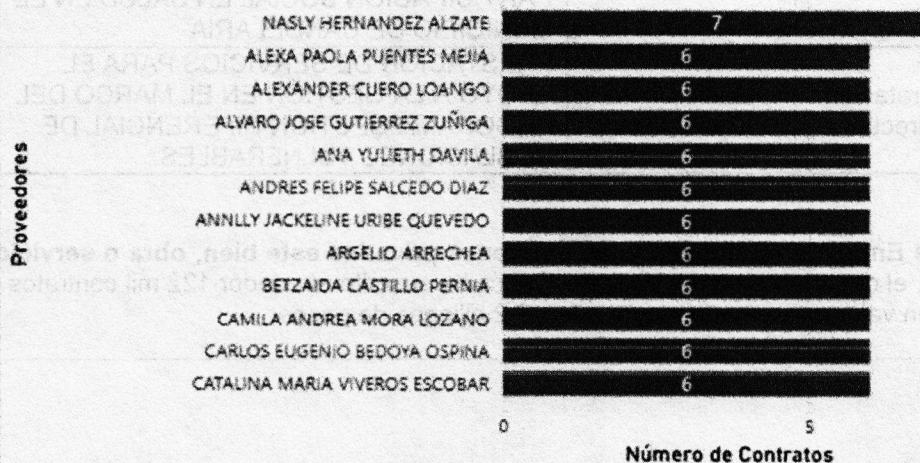 Proveedores
NASLY HERNANDEZ ALZATE 7
ALEXA PAOLA PUENTES MEJIA 6
ALEXANDER CUERO LOANGO 6
ALVARO JOSE GUTIERREZ ZUÑIGA 6
ANA YULIETH DAVILA 6
ANDRES FELIPE SALCEDO DIAZ 6
ANNLLY JACKELINE URIBE QUEVEDO 6
ARGELIO ARRECHEA 6
BETZAIDA CASTILLO PERNIA 6
CAMILA ANDREA MORA LOZANO 6
CARLOS EUGENIO BEDOYA OSPINA 6
CATALINA MARIA VIVEROS ESCOBAR 6
0 5
Número de Contratos